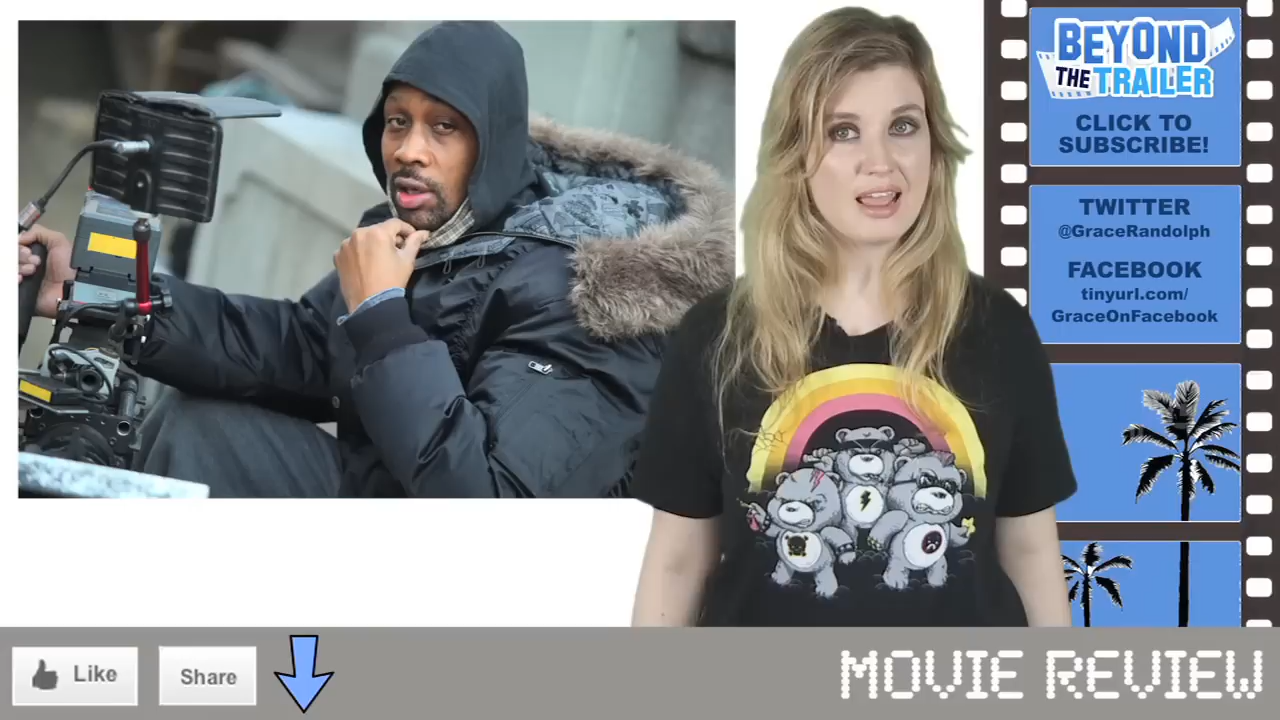 BEYOND
THE TRAILER
CLICK TO
SUBSCRIBE!
TWITTER
@GraceRandolph
FACEBOOK
tinyurl.com/
GraceOnFacebook
Like
Share
MOVIE REVIEW